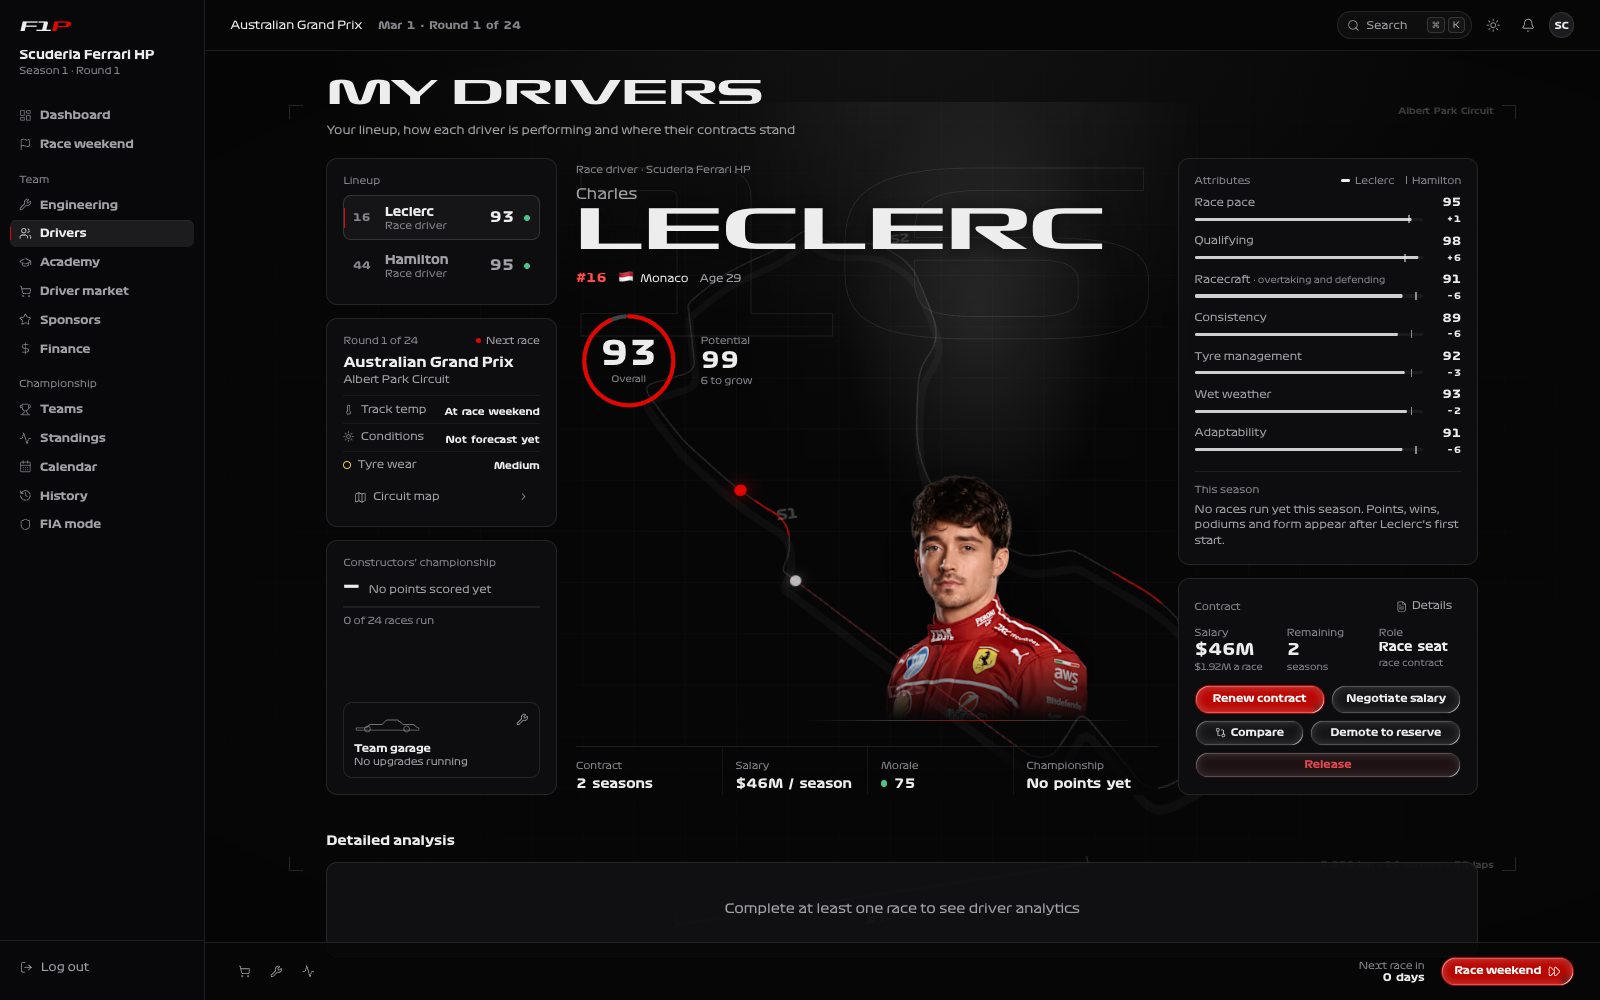 F1P
Scuderia Ferrari HP
Season 1 · Round 1
Dashboard
Race weekend
Team
Engineering
Drivers
Academy
Driver market
Sponsors
Finance
Championship
Teams
Standings
Calendar
History
FIA mode
Log out
Australian Grand Prix Mar 1 · Round 1 of 24
Search ⌘ K
SC
MY DRIVERS
Your lineup, how each driver is performing and where their contracts stand
Albert Park Circuit
Lineup
16 Leclerc 93
Race driver
44 Hamilton 95
Race driver
Round 1 of 24 Next race
Australian Grand Prix
Albert Park Circuit
Track temp At race weekend
Conditions Not forecast yet
Tyre wear Medium
Circuit map
Constructors' championship
— No points scored yet
0 of 24 races run
Team garage
No upgrades running
Race driver · Scuderia Ferrari HP
Charles
LECLERC
16
S2
#16 Monaco Age 29
93
Overall
Potential
99
6 to grow
S1
DRS
aws
Contract
2 seasons
Salary
$46M / season
Morale
75
Championship
No points yet
Attributes Leclerc Hamilton
Race pace 95
+1
Qualifying 98
+6
Racecraft · overtaking and defending 91
-6
Consistency 89
-6
Tyre management 92
-3
Wet weather 93
-2
Adaptability 91
-6
This season
No races run yet this season. Points, wins,
podiums and form appear after Leclerc's first
start.
Contract Details
Salary
$46M
$1.92M a race
Remaining
2
seasons
Role
Race seat
race contract
Renew contract
Negotiate salary
Compare
Demote to reserve
Release
Detailed analysis
laps
Complete at least one race to see driver analytics
Next race in
0 days
Race weekend